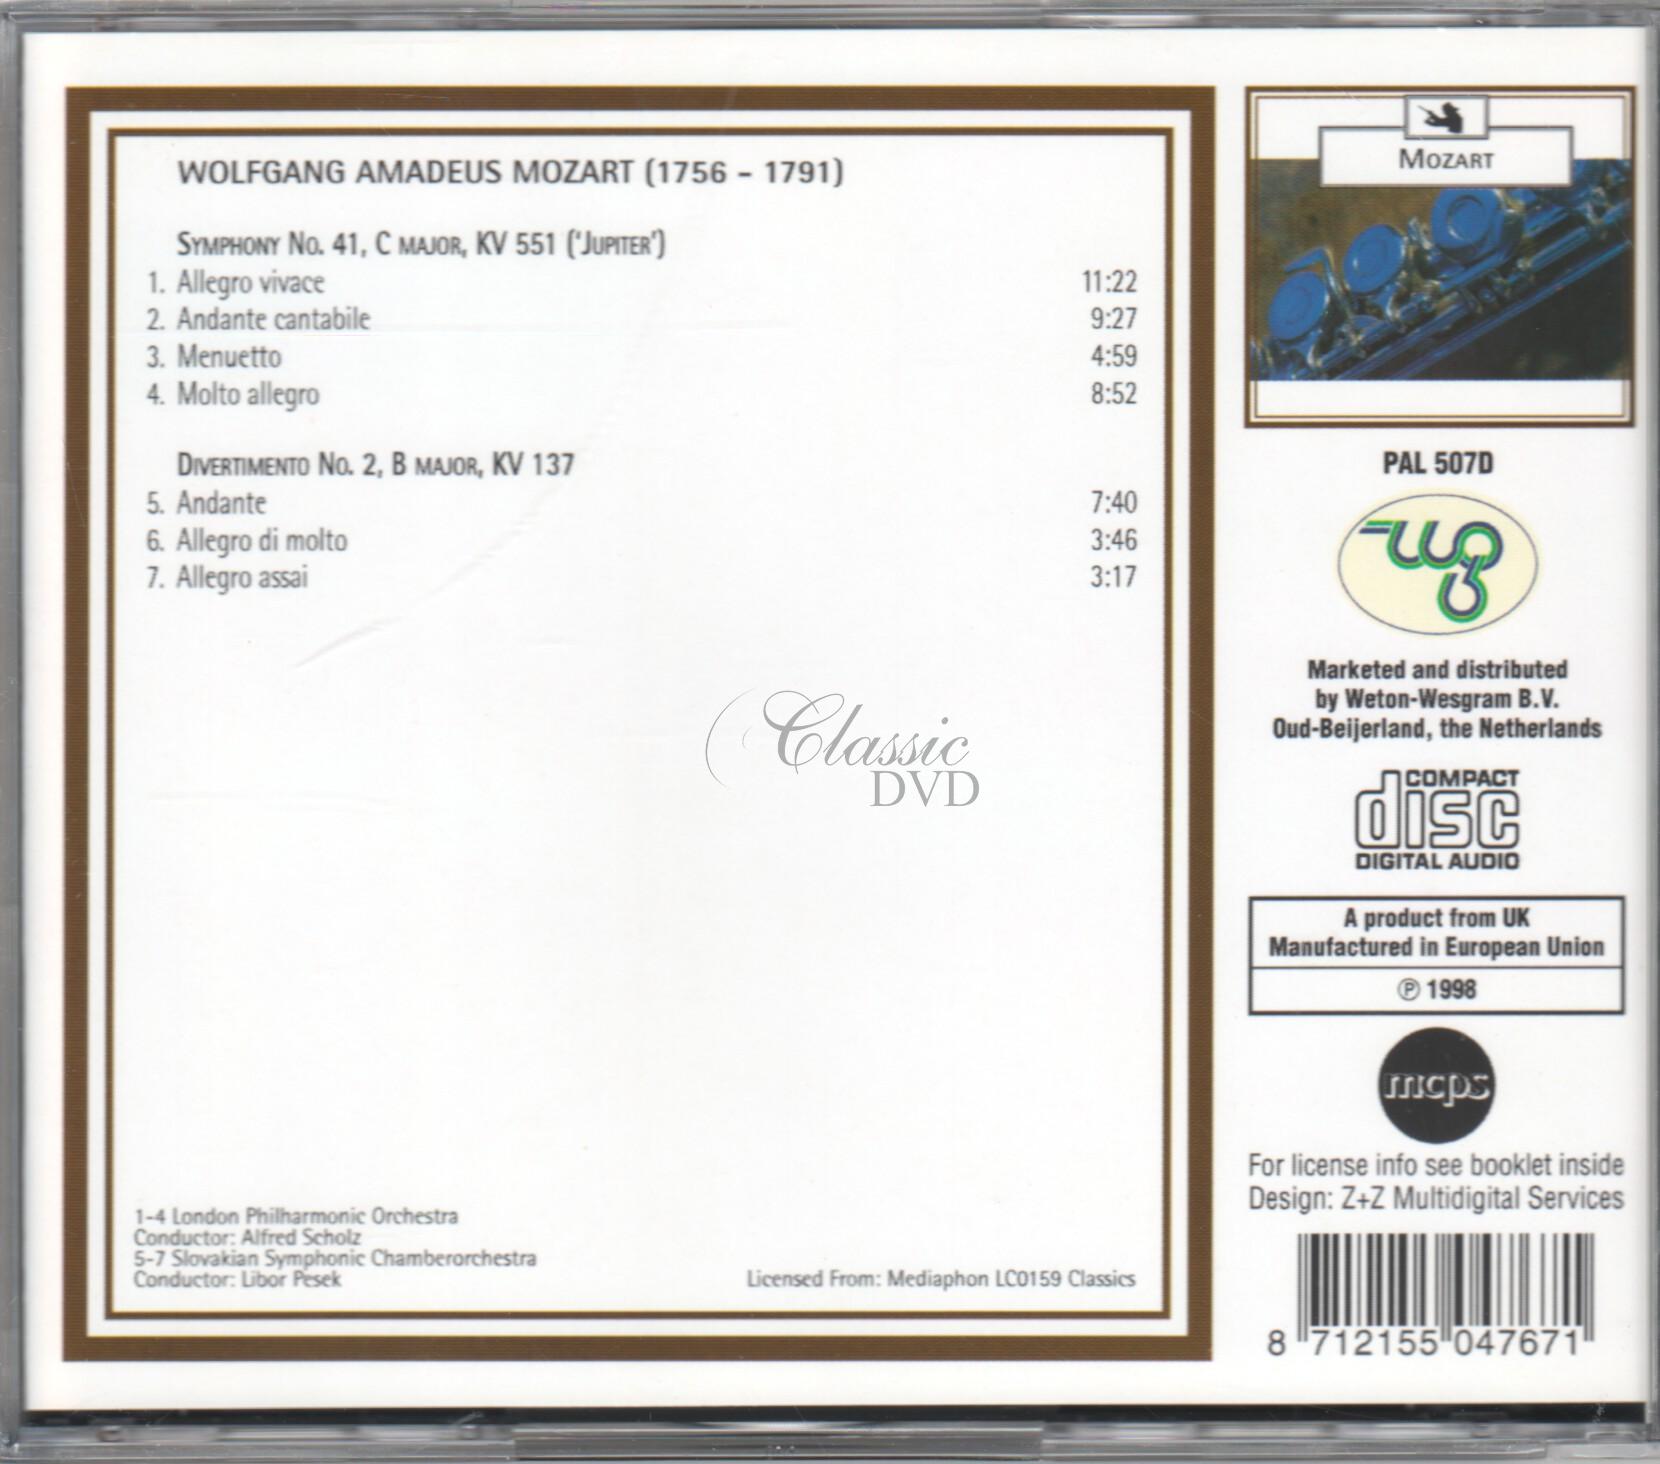 WOLFGANG AMADEUS MOZART (1756 - 1791)
SYMPHONY NO. 41, C MAJOR, KV 551 ('JUPITER')
1. Allegro vivace 11:22
2. Andante cantabile 9:27
3. Menuetto 4:59
4. Molto allegro 8:52
DIVERTIMENTO NO. 2, B MAJOR, KV 137
5. Andante 7:40
6. Allegro di molto 3:46
7. Allegro assai 3:17
Classic
DVD
1-4 London Philharmonic Orchestra
Conductor: Alfred Scholz
5-7 Slovakian Symphonic Chamberorchestra
Conductor: Libor Pesek
Licensed From: Mediaphon LC0159 Classics
MOZART
PAL 507D
Marketed and distributed
by Weton-Wesgram B.V.
Oud-Beijerland, the Netherlands
COMPACT
disc
DIGITAL AUDIO
A product from UK
Manufactured in European Union
℗ 1998
mcps
For license info see booklet inside
Design: Z+Z Multidigital Services
8 712155 047671